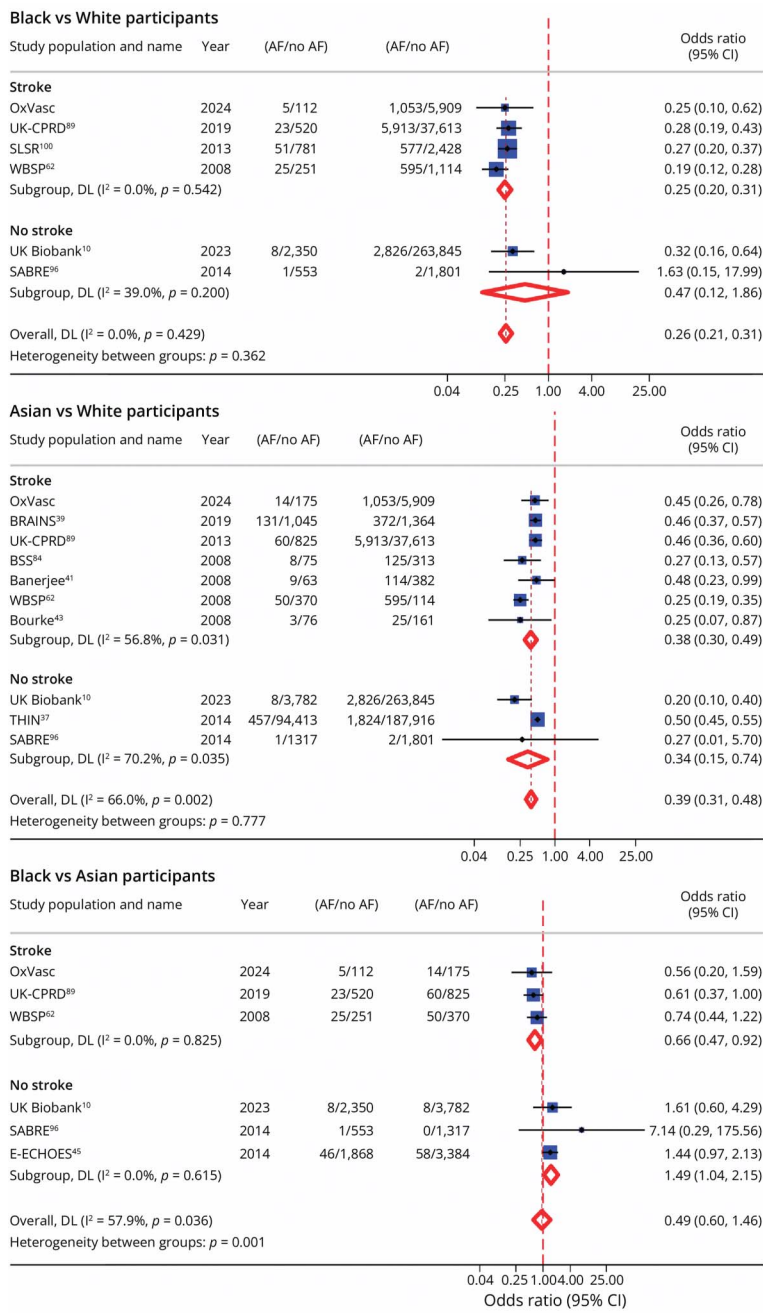 Black vs White participants
Study population and name Year (AF/no AF) (AF/no AF) Odds ratio (95% CI)
Stroke
OxVasc 2024 5/112 1,053/5,909 0.25 (0.10, 0.62)
UK-CPRD89 2019 23/520 5,913/37,613 0.28 (0.19, 0.43)
SLSR100 2013 51/781 577/2,428 0.27 (0.20, 0.37)
WBSP62 2008 25/251 595/1,114 0.19 (0.12, 0.28)
Subgroup, DL (I2 = 0.0%, p = 0.542) 0.25 (0.20, 0.31)
No stroke
UK Biobank10 2023 8/2,350 2,826/263,845 0.32 (0.16, 0.64)
SABRE96 2014 1/553 2/1,801 1.63 (0.15, 17.99)
Subgroup, DL (I2 = 39.0%, p = 0.200) 0.47 (0.12, 1.86)
Overall, DL (I2 = 0.0%, p = 0.429) 0.26 (0.21, 0.31)
Heterogeneity between groups: p = 0.362
0.04 0.25 1.00 4.00 25.00
Asian vs White participants
Study population and name Year (AF/no AF) (AF/no AF) Odds ratio (95% CI)
Stroke
OxVasc 2024 14/175 1,053/5,909 0.45 (0.26, 0.78)
BRAINS39 2019 131/1,045 372/1,364 0.46 (0.37, 0.57)
UK-CPRD89 2013 60/825 5,913/37,613 0.46 (0.36, 0.60)
BSS84 2008 8/75 125/313 0.27 (0.13, 0.57)
Banerjee41 2008 9/63 114/382 0.48 (0.23, 0.99)
WBSP62 2008 50/370 595/114 0.25 (0.19, 0.35)
Bourke43 2008 3/76 25/161 0.25 (0.07, 0.87)
Subgroup, DL (I2 = 56.8%, p = 0.031) 0.38 (0.30, 0.49)
No stroke
UK Biobank10 2023 8/3,782 2,826/263,845 0.20 (0.10, 0.40)
THIN37 2014 457/94,413 1,824/187,916 0.50 (0.45, 0.55)
SABRE96 2014 1/1317 2/1,801 0.27 (0.01, 5.70)
Subgroup, DL (I2 = 70.2%, p = 0.035) 0.34 (0.15, 0.74)
Overall, DL (I2 = 66.0%, p = 0.002) 0.39 (0.31, 0.48)
Heterogeneity between groups: p = 0.777
0.04 0.25 1.00 4.00 25.00
Black vs Asian participants
Study population and name Year (AF/no AF) (AF/no AF) Odds ratio (95% CI)
Stroke
OxVasc 2024 5/112 14/175 0.56 (0.20, 1.59)
UK-CPRD89 2019 23/520 60/825 0.61 (0.37, 1.00)
WBSP62 2008 25/251 50/370 0.74 (0.44, 1.22)
Subgroup, DL (I2 = 0.0%, p = 0.825) 0.66 (0.47, 0.92)
No stroke
UK Biobank10 2023 8/2,350 8/3,782 1.61 (0.60, 4.29)
SABRE96 2014 1/553 0/1,317 7.14 (0.29, 175.56)
E-ECHOES45 2014 46/1,868 58/3,384 1.44 (0.97, 2.13)
Subgroup, DL (I2 = 0.0%, p = 0.615) 1.49 (1.04, 2.15)
Overall, DL (I2 = 57.9%, p = 0.036) 0.49 (0.60, 1.46)
Heterogeneity between groups: p = 0.001
0.04 0.25 1.00 4.00 25.00
Odds ratio (95% CI)